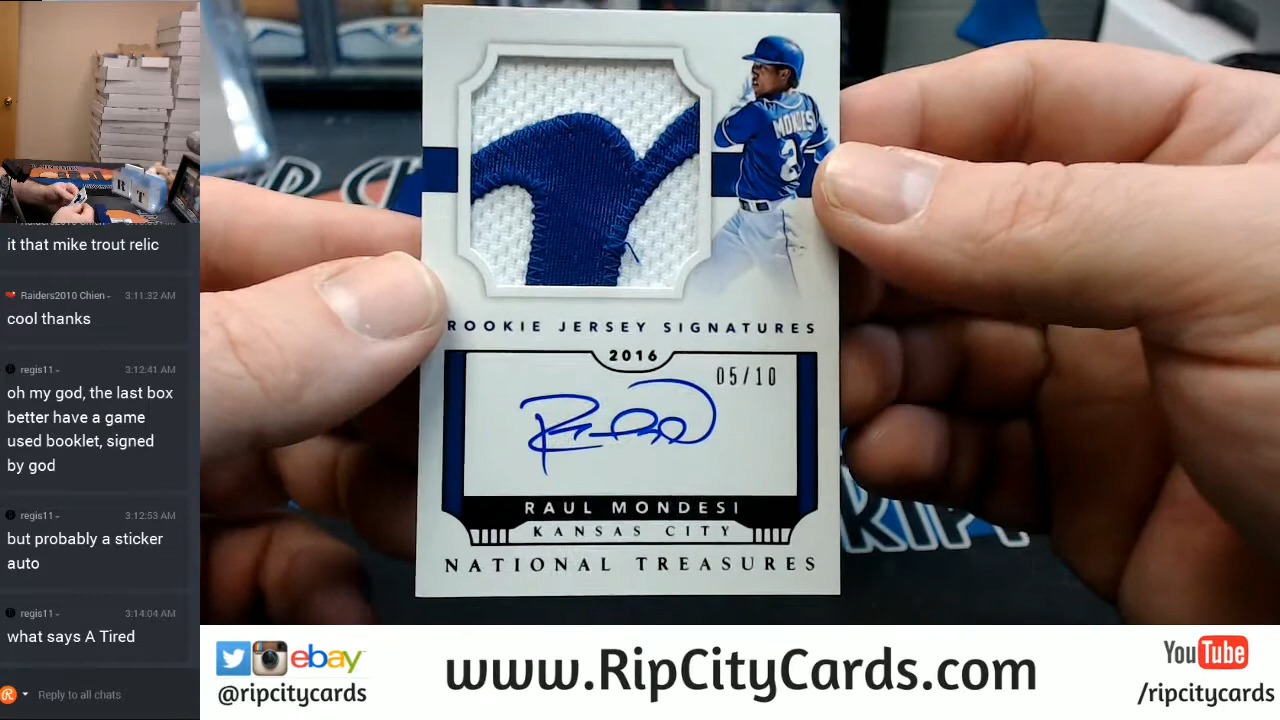 it that mike trout relic
Raiders2010 Chien - 3:11.32 AM
cool thanks
regis11 - 3:12:41 AM
oh my god, the last box
better have a game
used booklet, signed
by god
regis11 - 3:12:53 AM
but probably a sticker
auto
regis11 - 3:14:04 AM
what says A Tired
Reply to all chats
MONDESI
2
ROOKIE JERSEY SIGNATURES
2016
05/10
RAUL MONDESI
KANSAS CITY
NATIONAL TREASURES
R T
ebay
@ripcitycards
www.RipCityCards.com
YouTube
/ripcitycards